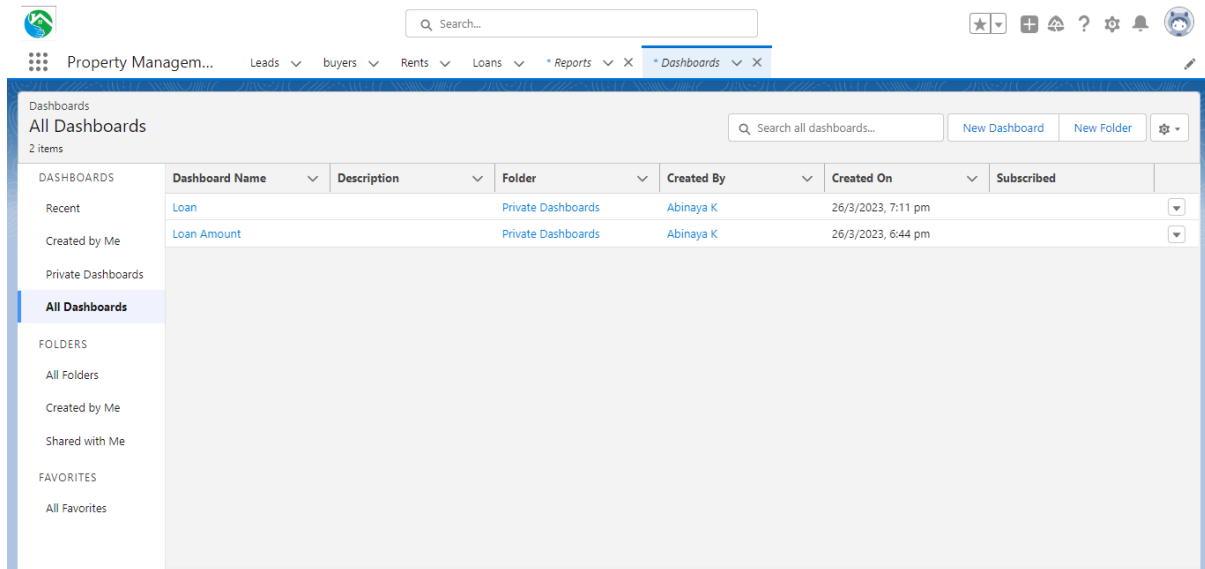 Search...
Property Managem... Leads buyers Rents Loans * Reports * Dashboards
Dashboards
All Dashboards
2 items
Search all dashboards... New Dashboard New Folder
DASHBOARDS
Recent
Created by Me
Private Dashboards
All Dashboards
FOLDERS
All Folders
Created by Me
Shared with Me
FAVORITES
All Favorites
Dashboard Name Description Folder Created By Created On Subscribed
Loan Private Dashboards Abinaya K 26/3/2023, 7:11 pm
Loan Amount Private Dashboards Abinaya K 26/3/2023, 6:44 pm